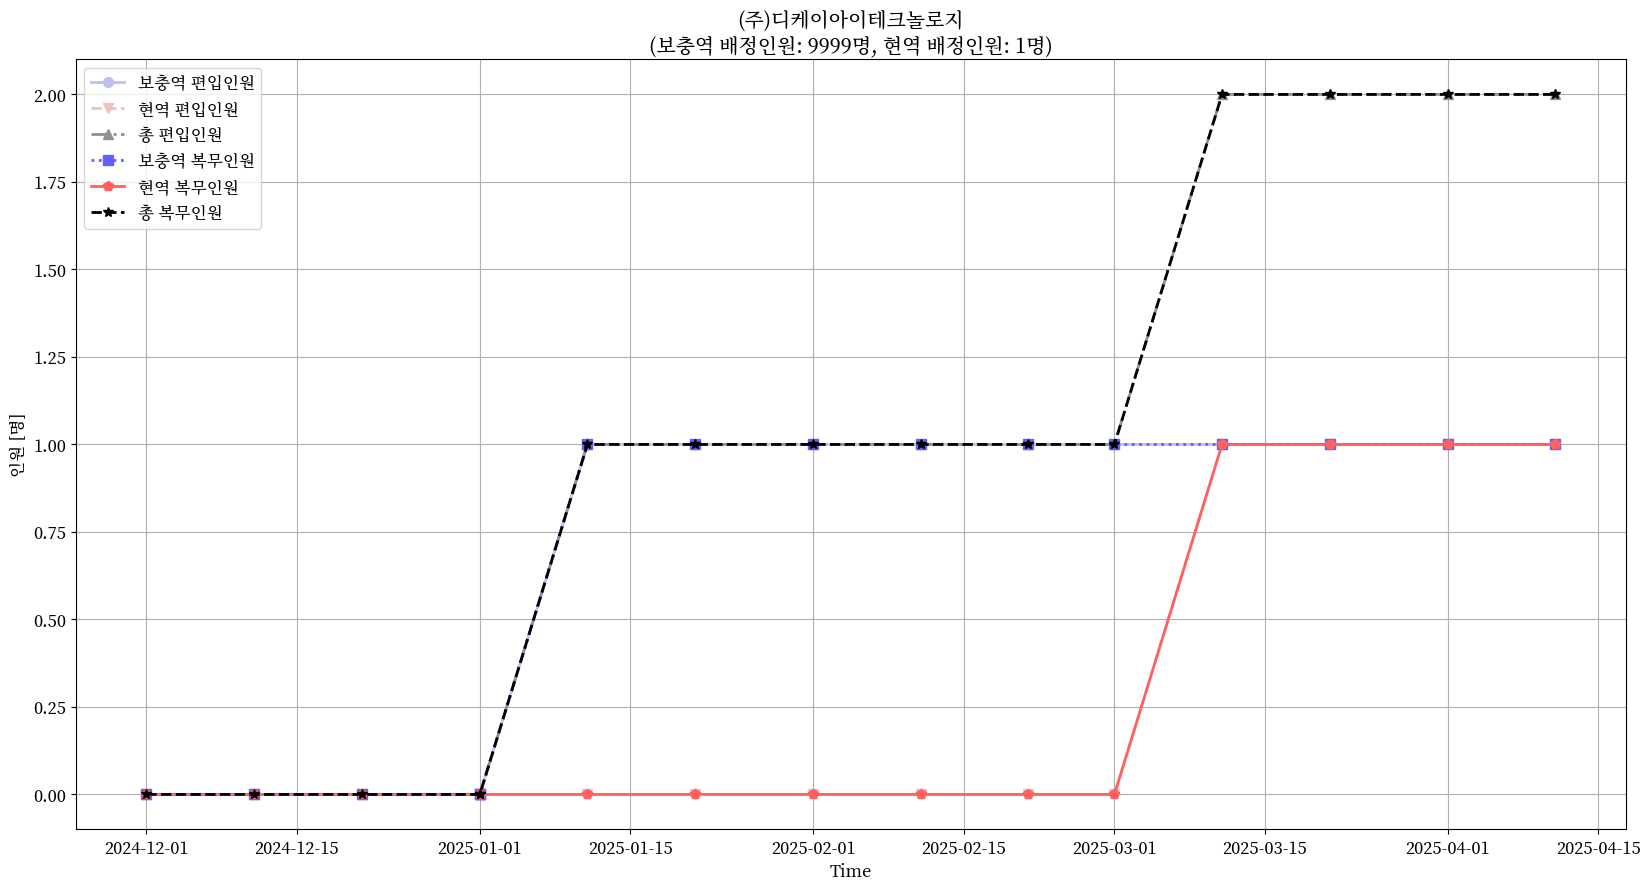 (주)디케이아이테크놀로지
(보충역 배정인원: 9999명, 현역 배정인원: 1명)
보충역 편입인원
현역 편입인원
총 편입인원
보충역 복무인원
현역 복무인원
총 복무인원
인원 [명]
2.00
1.75
1.50
1.25
1.00
0.75
0.50
0.25
0.00
2024-12-01
2024-12-15
2025-01-01
2025-01-15
2025-02-01
2025-02-15
2025-03-01
2025-03-15
2025-04-01
2025-04-15
Time